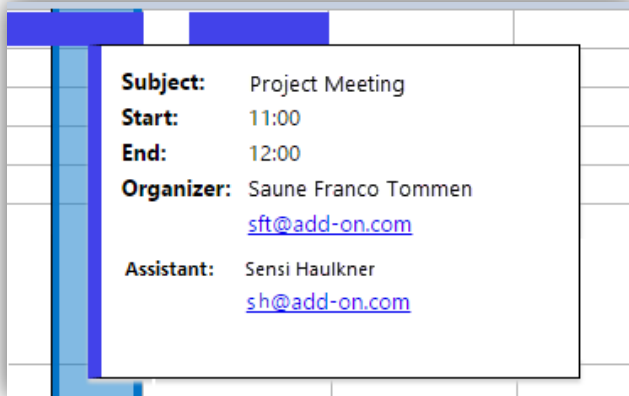 Subject: Project Meeting
Start: 11:00
End: 12:00
Organizer: Saune Franco Tommen
sft@add-on.com
Assistant: Sensi Haulkner
sh@add-on.com